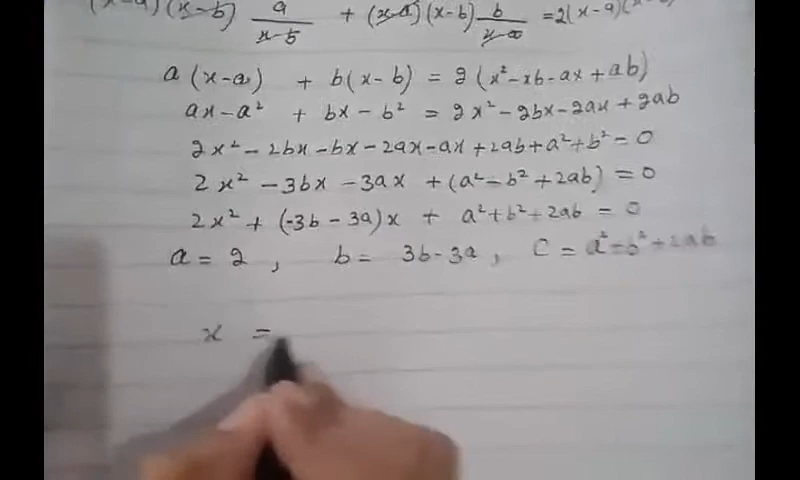 (x-a)(x-b) a/x-b + (x-a)(x-b) b/x-a = 2(x-a)(x-
a (x-a) + b(x-b) = 2(x²-xb-ax+ab)
ax-a² + bx-b² = 2x²-2bx-2ax+2ab
2x²-2bx-bx-2ax-ax+2ab+a²+b²=0
2x²-3bx-3ax +(a²-b²+2ab)=0
2x²+(-3b-3a)x + a²+b²+2ab=0
a=2, b= 3b-3a, C = a²-b²+2ab
x =